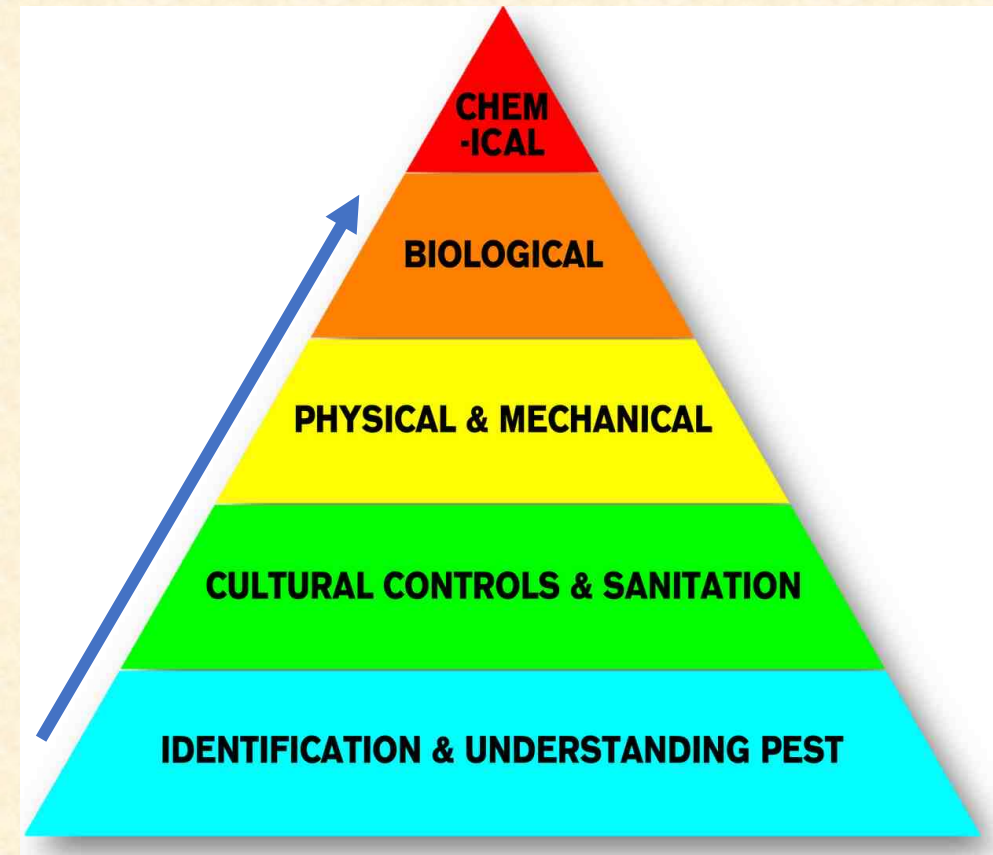 CHEM
-ICAL
BIOLOGICAL
PHYSICAL & MECHANICAL
CULTURAL CONTROLS & SANITATION
IDENTIFICATION & UNDERSTANDING PEST